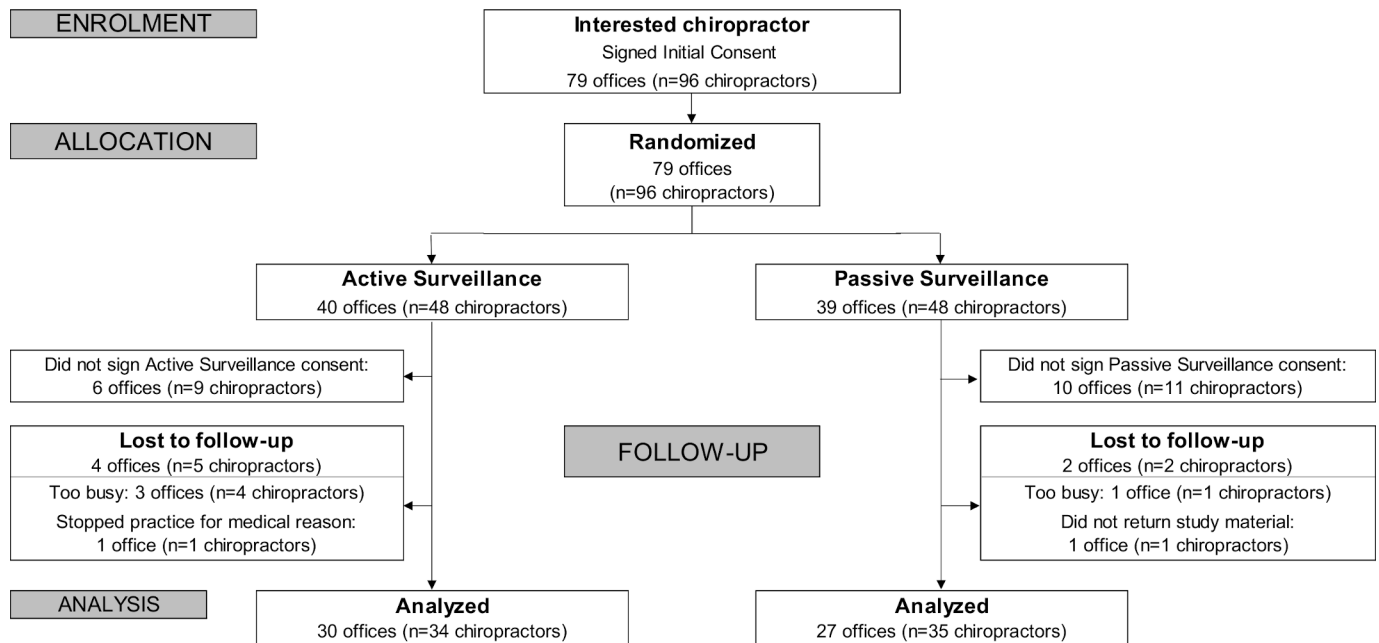 ENROLMENT
Interested chiropractor
Signed Initial Consent
79 offices (n=96 chiropractors)
ALLOCATION
Randomized
79 offices
(n=96 chiropractors)
Active Surveillance
40 offices (n=48 chiropractors)
Passive Surveillance
39 offices (n=48 chiropractors)
Did not sign Active Surveillance consent:
6 offices (n=9 chiropractors)
Did not sign Passive Surveillance consent:
10 offices (n=11 chiropractors)
Lost to follow-up
4 offices (n=5 chiropractors)
Too busy: 3 offices (n=4 chiropractors)
Stopped practice for medical reason:
1 office (n=1 chiropractors)
FOLLOW-UP
Lost to follow-up
2 offices (n=2 chiropractors)
Too busy: 1 office (n=1 chiropractors)
Did not return study material:
1 office (n=1 chiropractors)
ANALYSIS
Analyzed
30 offices (n=34 chiropractors)
Analyzed
27 offices (n=35 chiropractors)